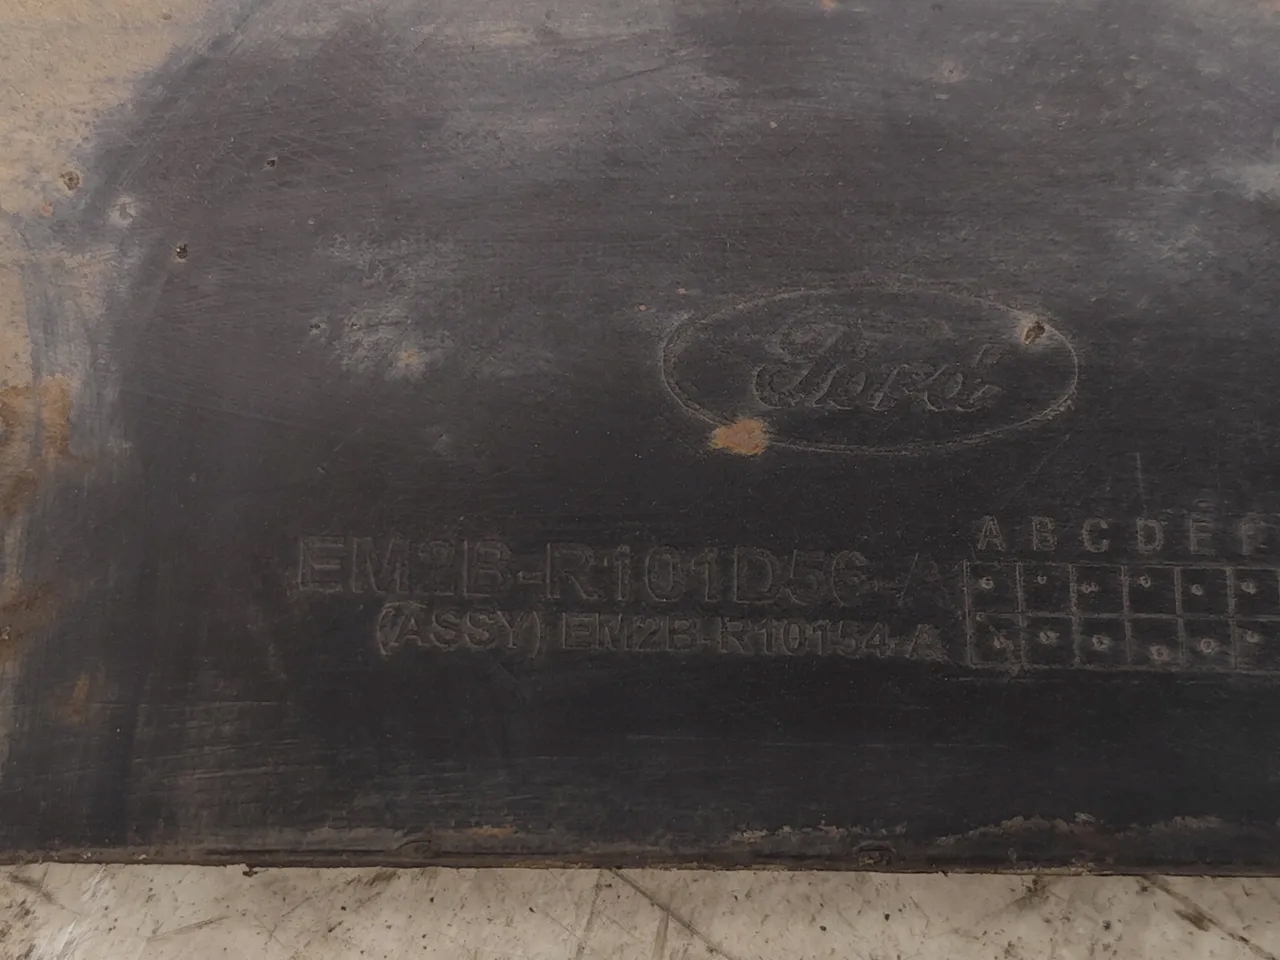 Ford
A B C D E F
EM2B-R101D56-A
(ASSY) EM2B-R10154-A